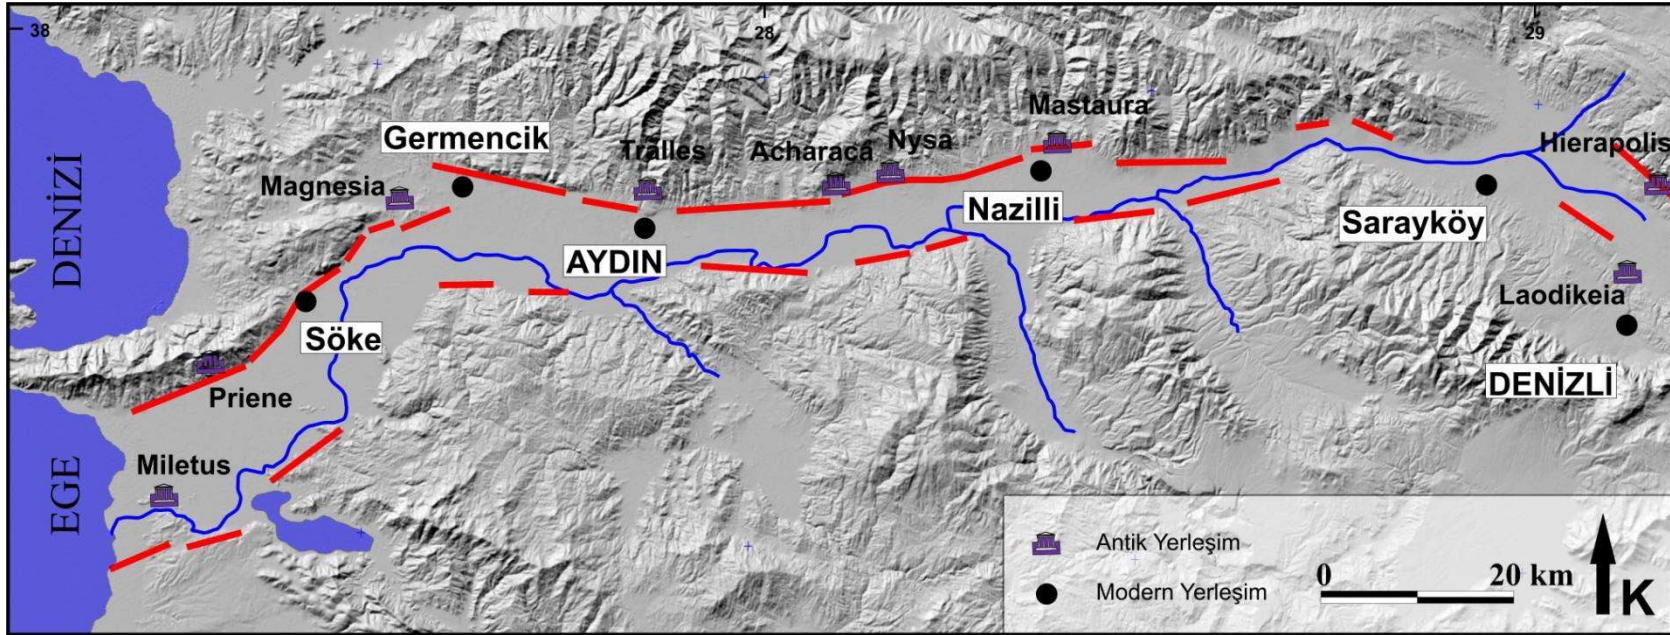 38
28
29
Germencik
Magnesia
Tralles
Acharaca
Nysa
Mastaura
Hierapolis
EGE DENİZİ
AYDIN
Nazilli
Sarayköy
Söke
Laodikeia
DENİZLİ
Priene
Miletus
Antik Yerleşim
Modern Yerleşim
0 20 km
K